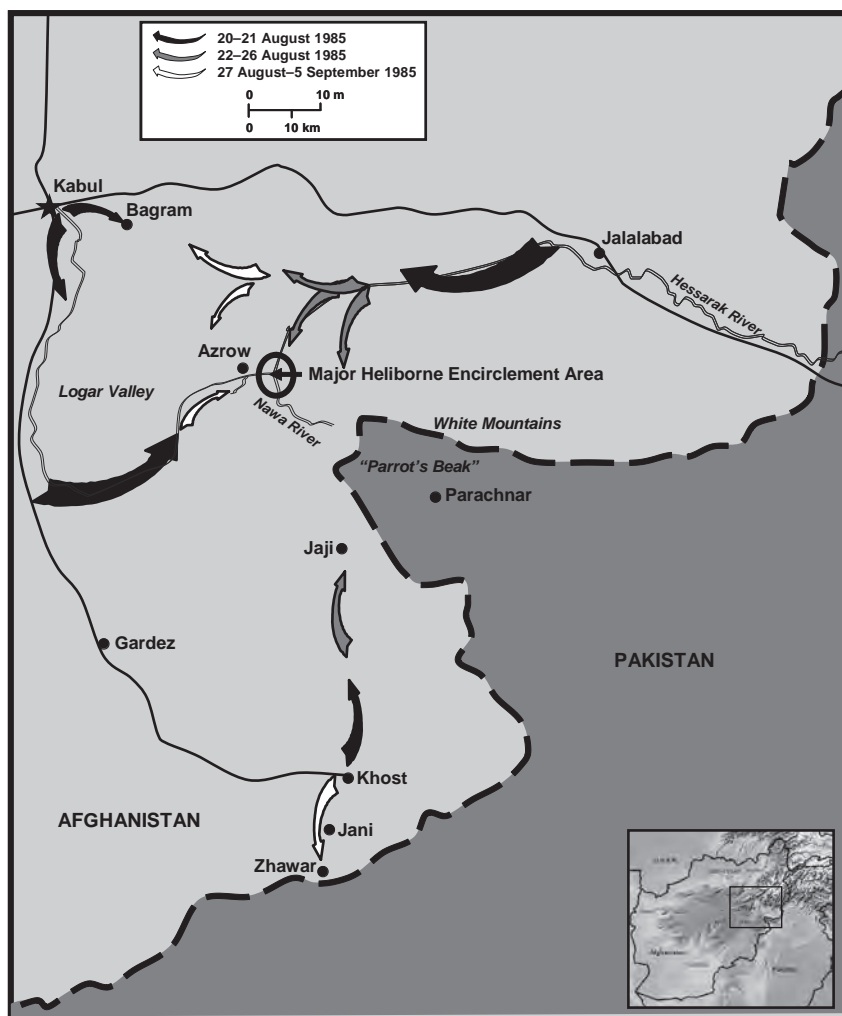 20–21 August 1985
22–26 August 1985
27 August–5 September 1985
0 10 m
0 10 km
Kabul
Bagram
Jalalabad
Hessarak River
Azrow
Major Heliborne Encirclement Area
Logar Valley
Nawa River
White Mountains
“Parrot’s Beak”
Parachnar
Jaji
Gardez
PAKISTAN
Khost
AFGHANISTAN
Jani
Zhawar